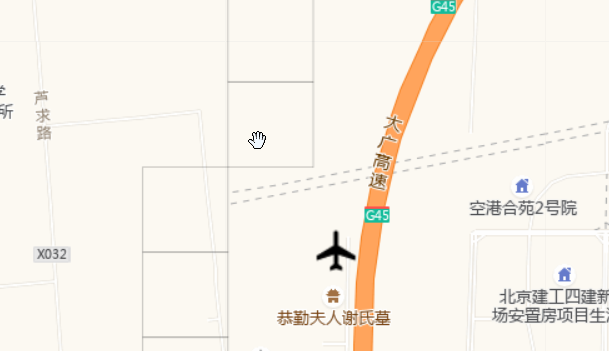 G45
芦求路
所
大广高速
空港合苑2号院
G45
X032
北京建工四建新
场安置房项目生活
恭勤夫人谢氏墓